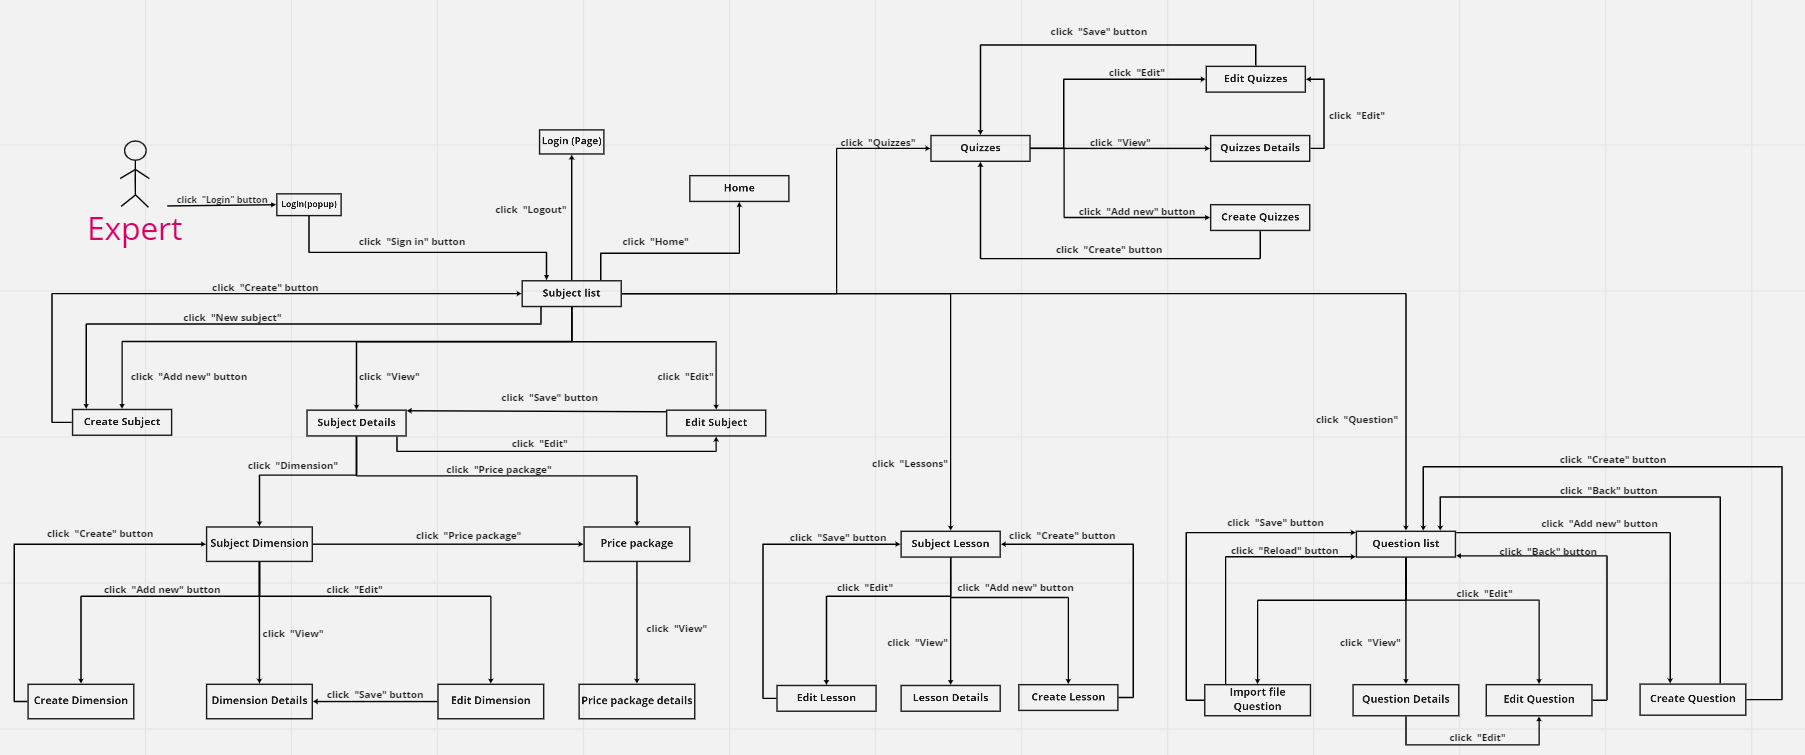 click "Save" button
click "Edit"
Edit Quizzes
click "Edit"
Login (Page)
click "Quizzes"
Quizzes
click "View"
Quizzes Details
Home
click "Login" button
Login(popup)
click "Logout"
click "Add new" button
Create Quizzes
Expert
click "Sign in" button
click "Home"
click "Create" button
click "Create" button
Subject list
click "New subject"
click "Add new" button
click "View"
click "Edit"
click "Save" button
Create Subject
Subject Details
Edit Subject
click "Question"
click "Edit"
click "Dimension"
click "Price package"
click "Lessons"
click "Create" button
click "Back" button
click "Create" button
Subject Dimension
click "Price package"
Price package
click "Save" button
Subject Lesson
click "Create" button
click "Save" button
click "Reload" button
Question list
click "Add new" button
click "Back" button
click "Add new" button
click "Edit"
click "Edit"
click "Add new" button
click "Edit"
click "View"
click "View"
click "View"
click "View"
Create Dimension
Dimension Details
click "Save" button
Edit Dimension
Price package details
Edit Lesson
Lesson Details
Create Lesson
Import file
Question
Question Details
Edit Question
Create Question
click "Edit"